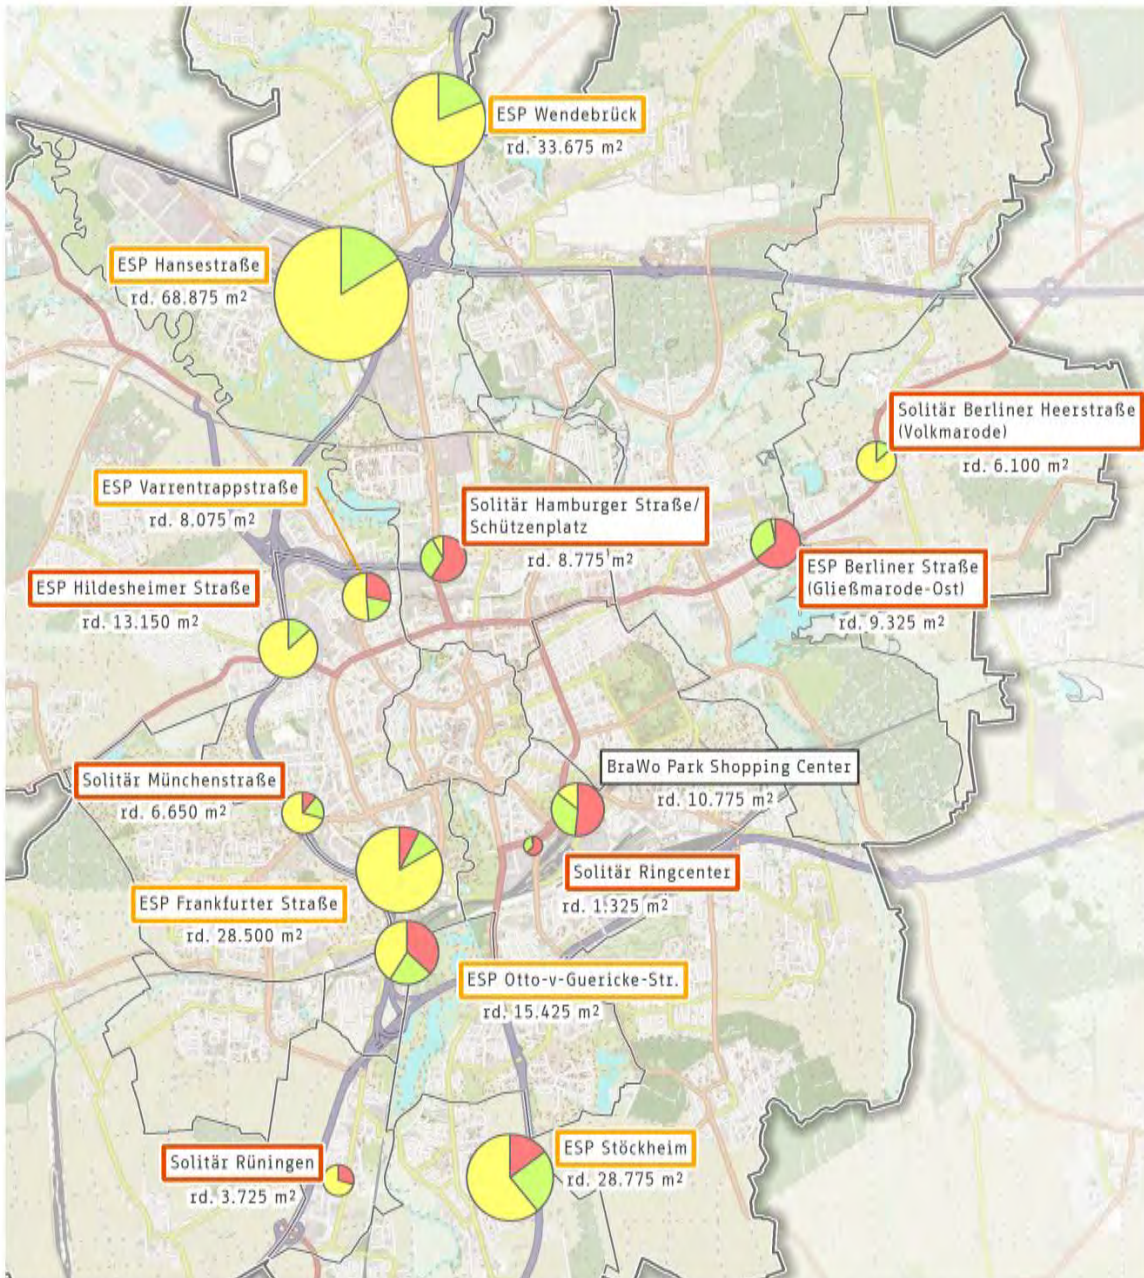 ESP Wendebrück
rd. 33.675 m²
ESP Hansestraße
rd. 68.875 m²
Solitär Berliner Heerstraße
(Volkmarode)
rd. 6.100 m²
ESP Varrentrappstraße
rd. 8.075 m²
Solitär Hamburger Straße/
Schützenplatz
rd. 8.775 m²
ESP Berliner Straße
(Gließmarode-Ost)
rd. 9.325 m²
ESP Hildesheimer Straße
rd. 13.150 m²
BraWo Park Shopping Center
rd. 10.775 m²
Solitär Münchenstraße
rd. 6.650 m²
Solitär Ringcenter
rd. 1.325 m²
ESP Frankfurter Straße
rd. 28.500 m²
ESP Otto-v-Guericke-Str.
rd. 15.425 m²
ESP Stöckheim
rd. 28.775 m²
Solitär Rüningen
rd. 3.725 m²